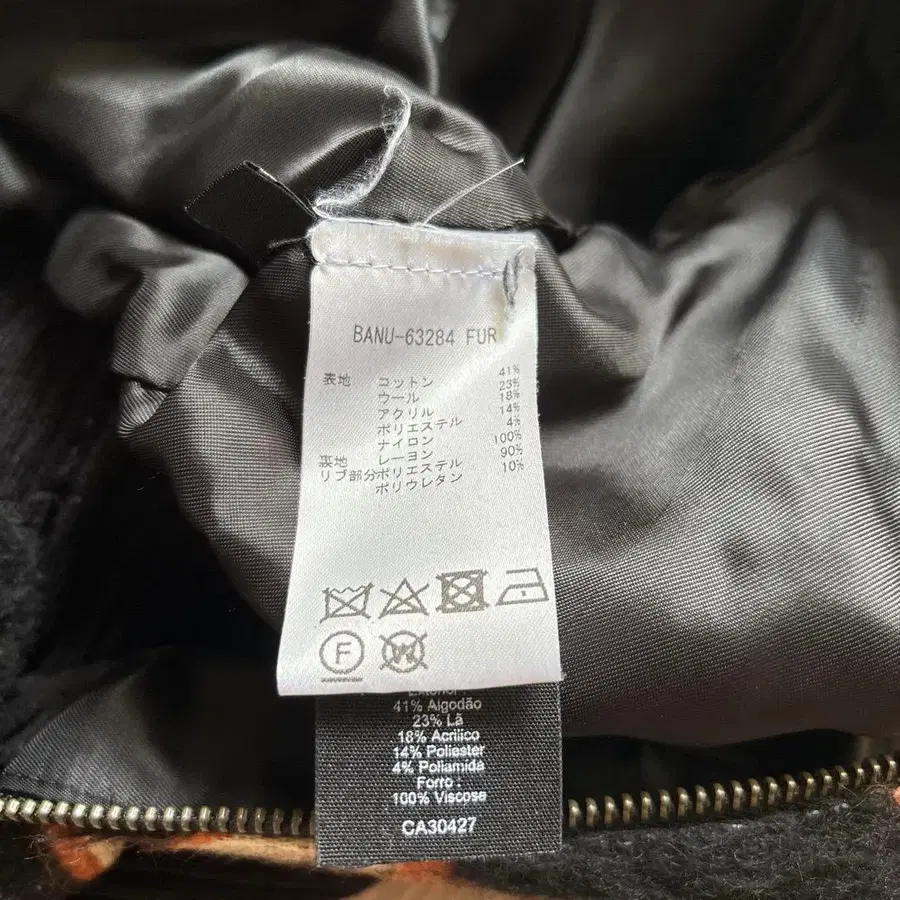 BANU-63284 FUR
表地 コットン 41%
ウール 23%
アクリル 18%
ポリエステル 14%
ナイロン 4%
裏地 レーヨン 100%
リブ部分 ポリエステル 90%
ポリウレタン 10%
F W
41% Algodão
23% Lã
18% Acrilico
14% Poliester
4% Poliamida
Forro :
100% Viscose
CA30427